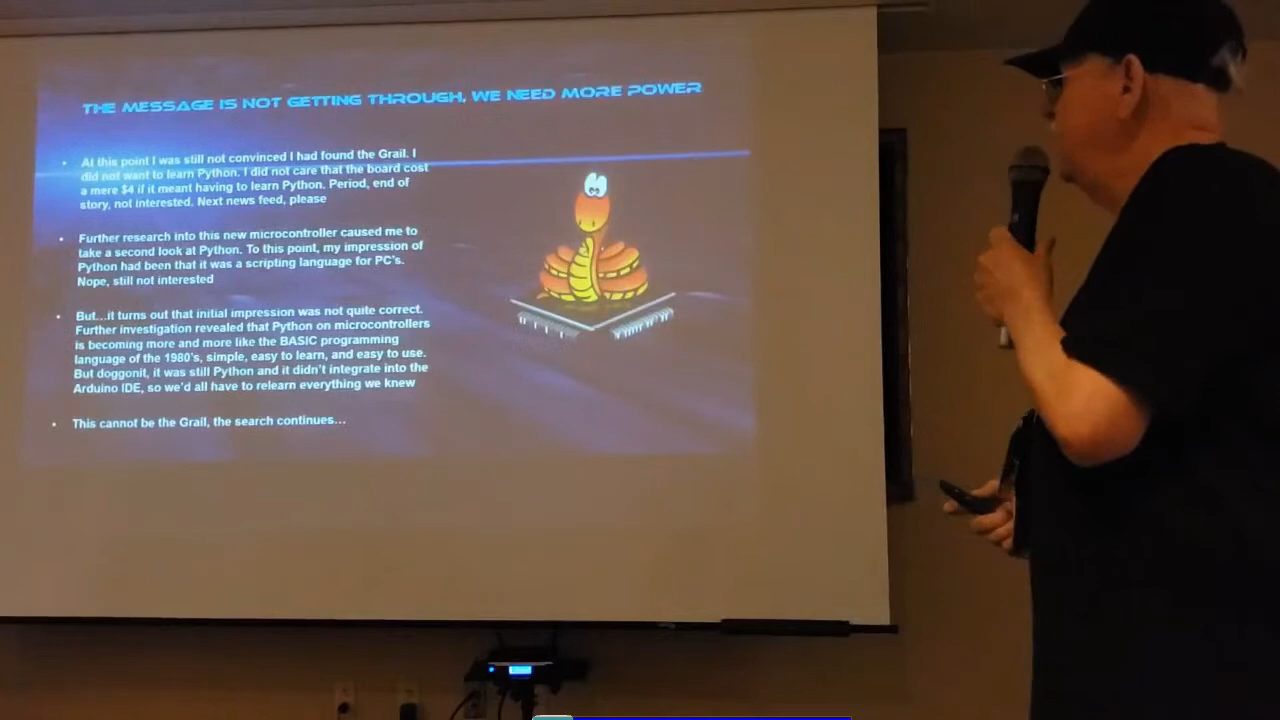 THE MESSAGE IS NOT GETTING THROUGH, WE NEED MORE POWER
• At this point I was still not convinced I had found the Grail. I
did not want to learn Python. I did not care that the board cost
a mere $4 if it meant having to learn Python. Period, end of
story, not interested. Next news feed, please
• Further research into this new microcontroller caused me to
take a second look at Python. To this point, my impression of
Python had been that it was a scripting language for PC's.
Nope, still not interested
• But...it turns out that initial impression was not quite correct.
Further investigation revealed that Python on microcontrollers
is becoming more and more like the BASIC programming
language of the 1980's, simple, easy to learn, and easy to use.
But doggonit, it was still Python and it didn't integrate into the
Arduino IDE, so we'd all have to relearn everything we knew
• This cannot be the Grail, the search continues...